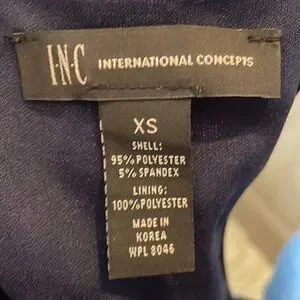 I·N·C INTERNATIONAL CONCEPTS
XS
SHELL:
95% POLYESTER
5% SPANDEX
LINING:
100% POLYESTER
MADE IN
KOREA
WPL 8046